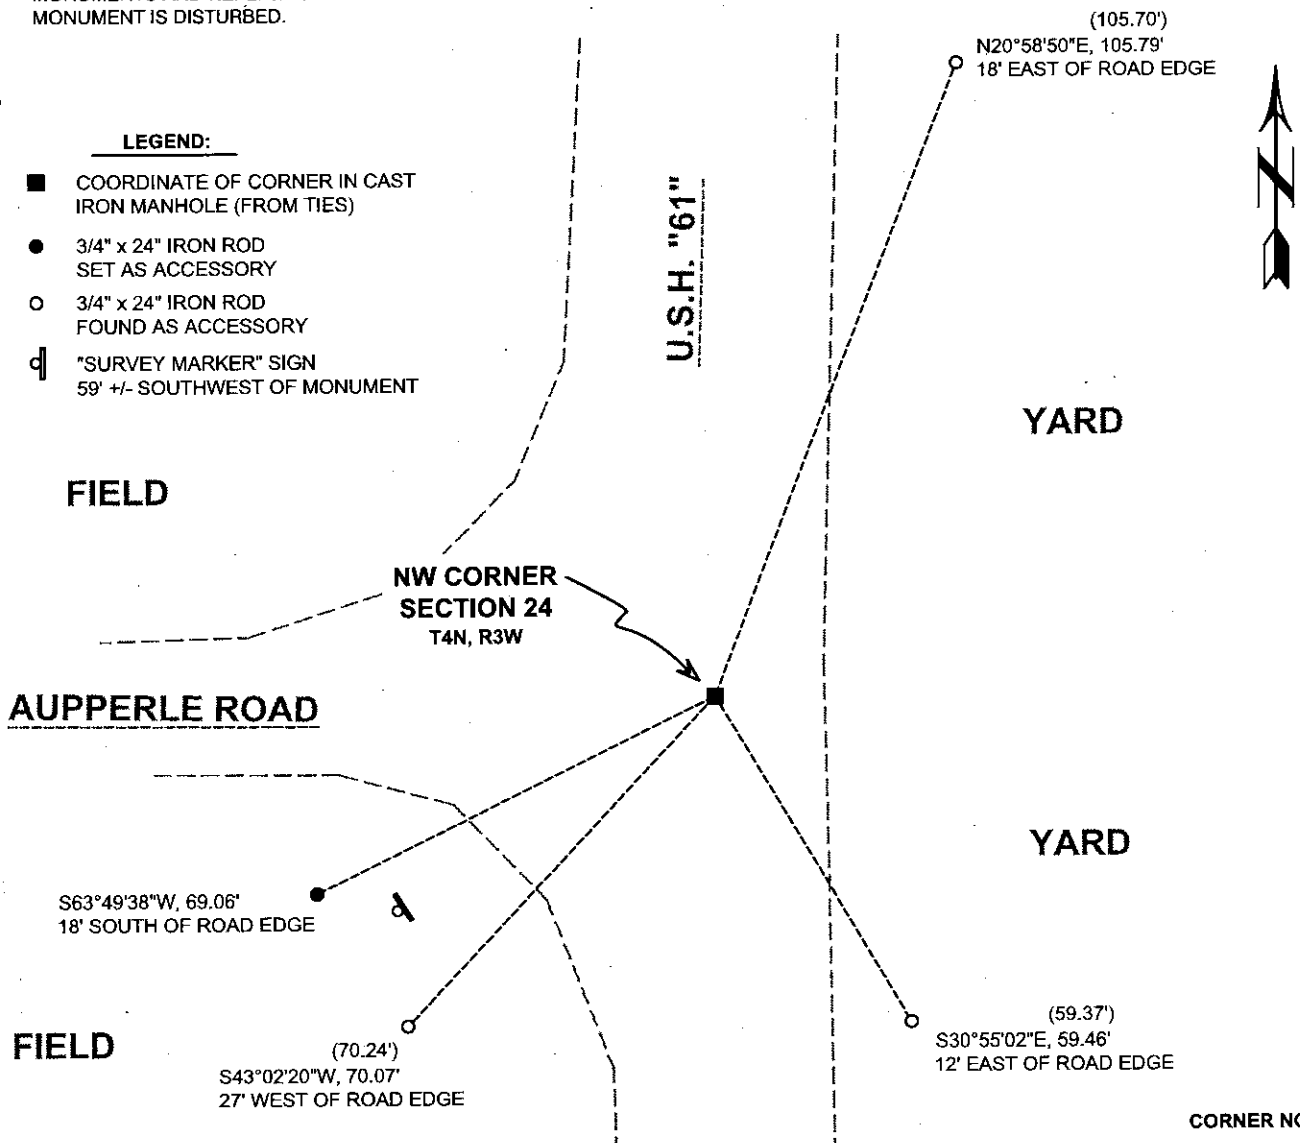 MONUMENT IS DISTURBED.
LEGEND:
COORDINATE OF CORNER IN CAST
IRON MANHOLE (FROM TIES)
3/4" x 24" IRON ROD
SET AS ACCESSORY
3/4" x 24" IRON ROD
FOUND AS ACCESSORY
"SURVEY MARKER" SIGN
59' +/- SOUTHWEST OF MONUMENT
(105.70')
N20°58'50"E, 105.79'
18' EAST OF ROAD EDGE
N
U.S.H. "61"
YARD
FIELD
NW CORNER
SECTION 24
T4N, R3W
AUPPERLE ROAD
YARD
S63°49'38"W, 69.06'
18' SOUTH OF ROAD EDGE
FIELD
(70.24')
S43°02'20"W, 70.07'
27' WEST OF ROAD EDGE
(59.37')
S30°55'02"E, 59.46'
12' EAST OF ROAD EDGE
CORNER